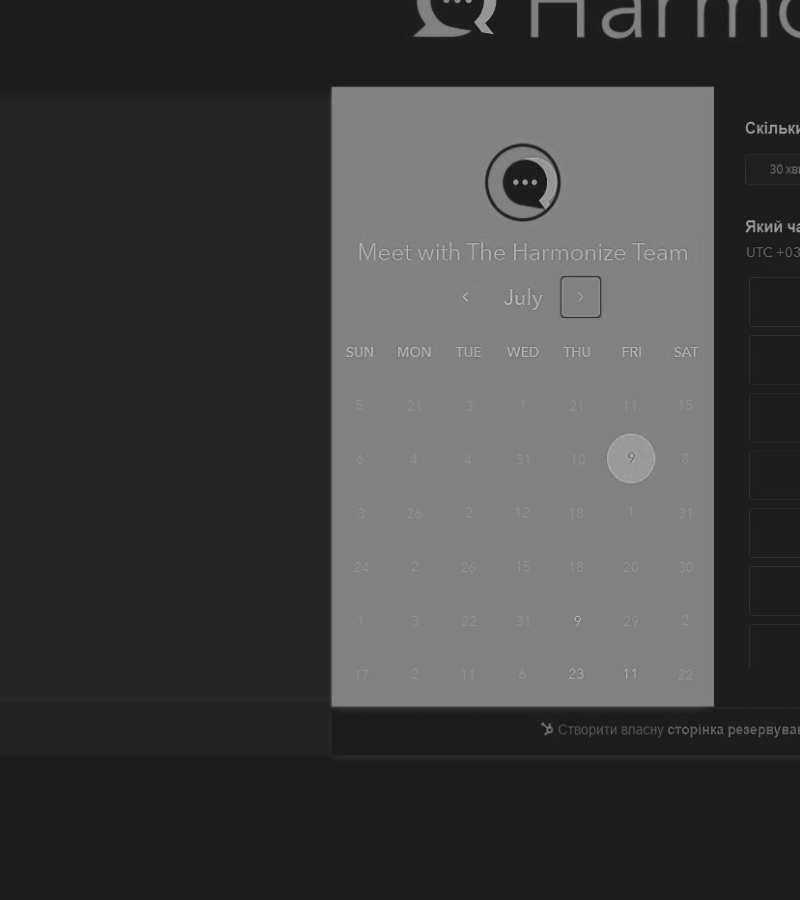 Harmo
Meet with The Harmonize Team
July
SUN MON TUE WED THU FRI SAT
5 21 3 1 21 11 15
6 4 4 31 10 9 8
3 26 2 12 18 1 31
24 2 26 15 18 20 30
1 3 22 31 9 29 2
17 2 11 6 23 11 22
Скільки
30 хви
Який ча
UTC +03
Створити власну сторінка резервуван